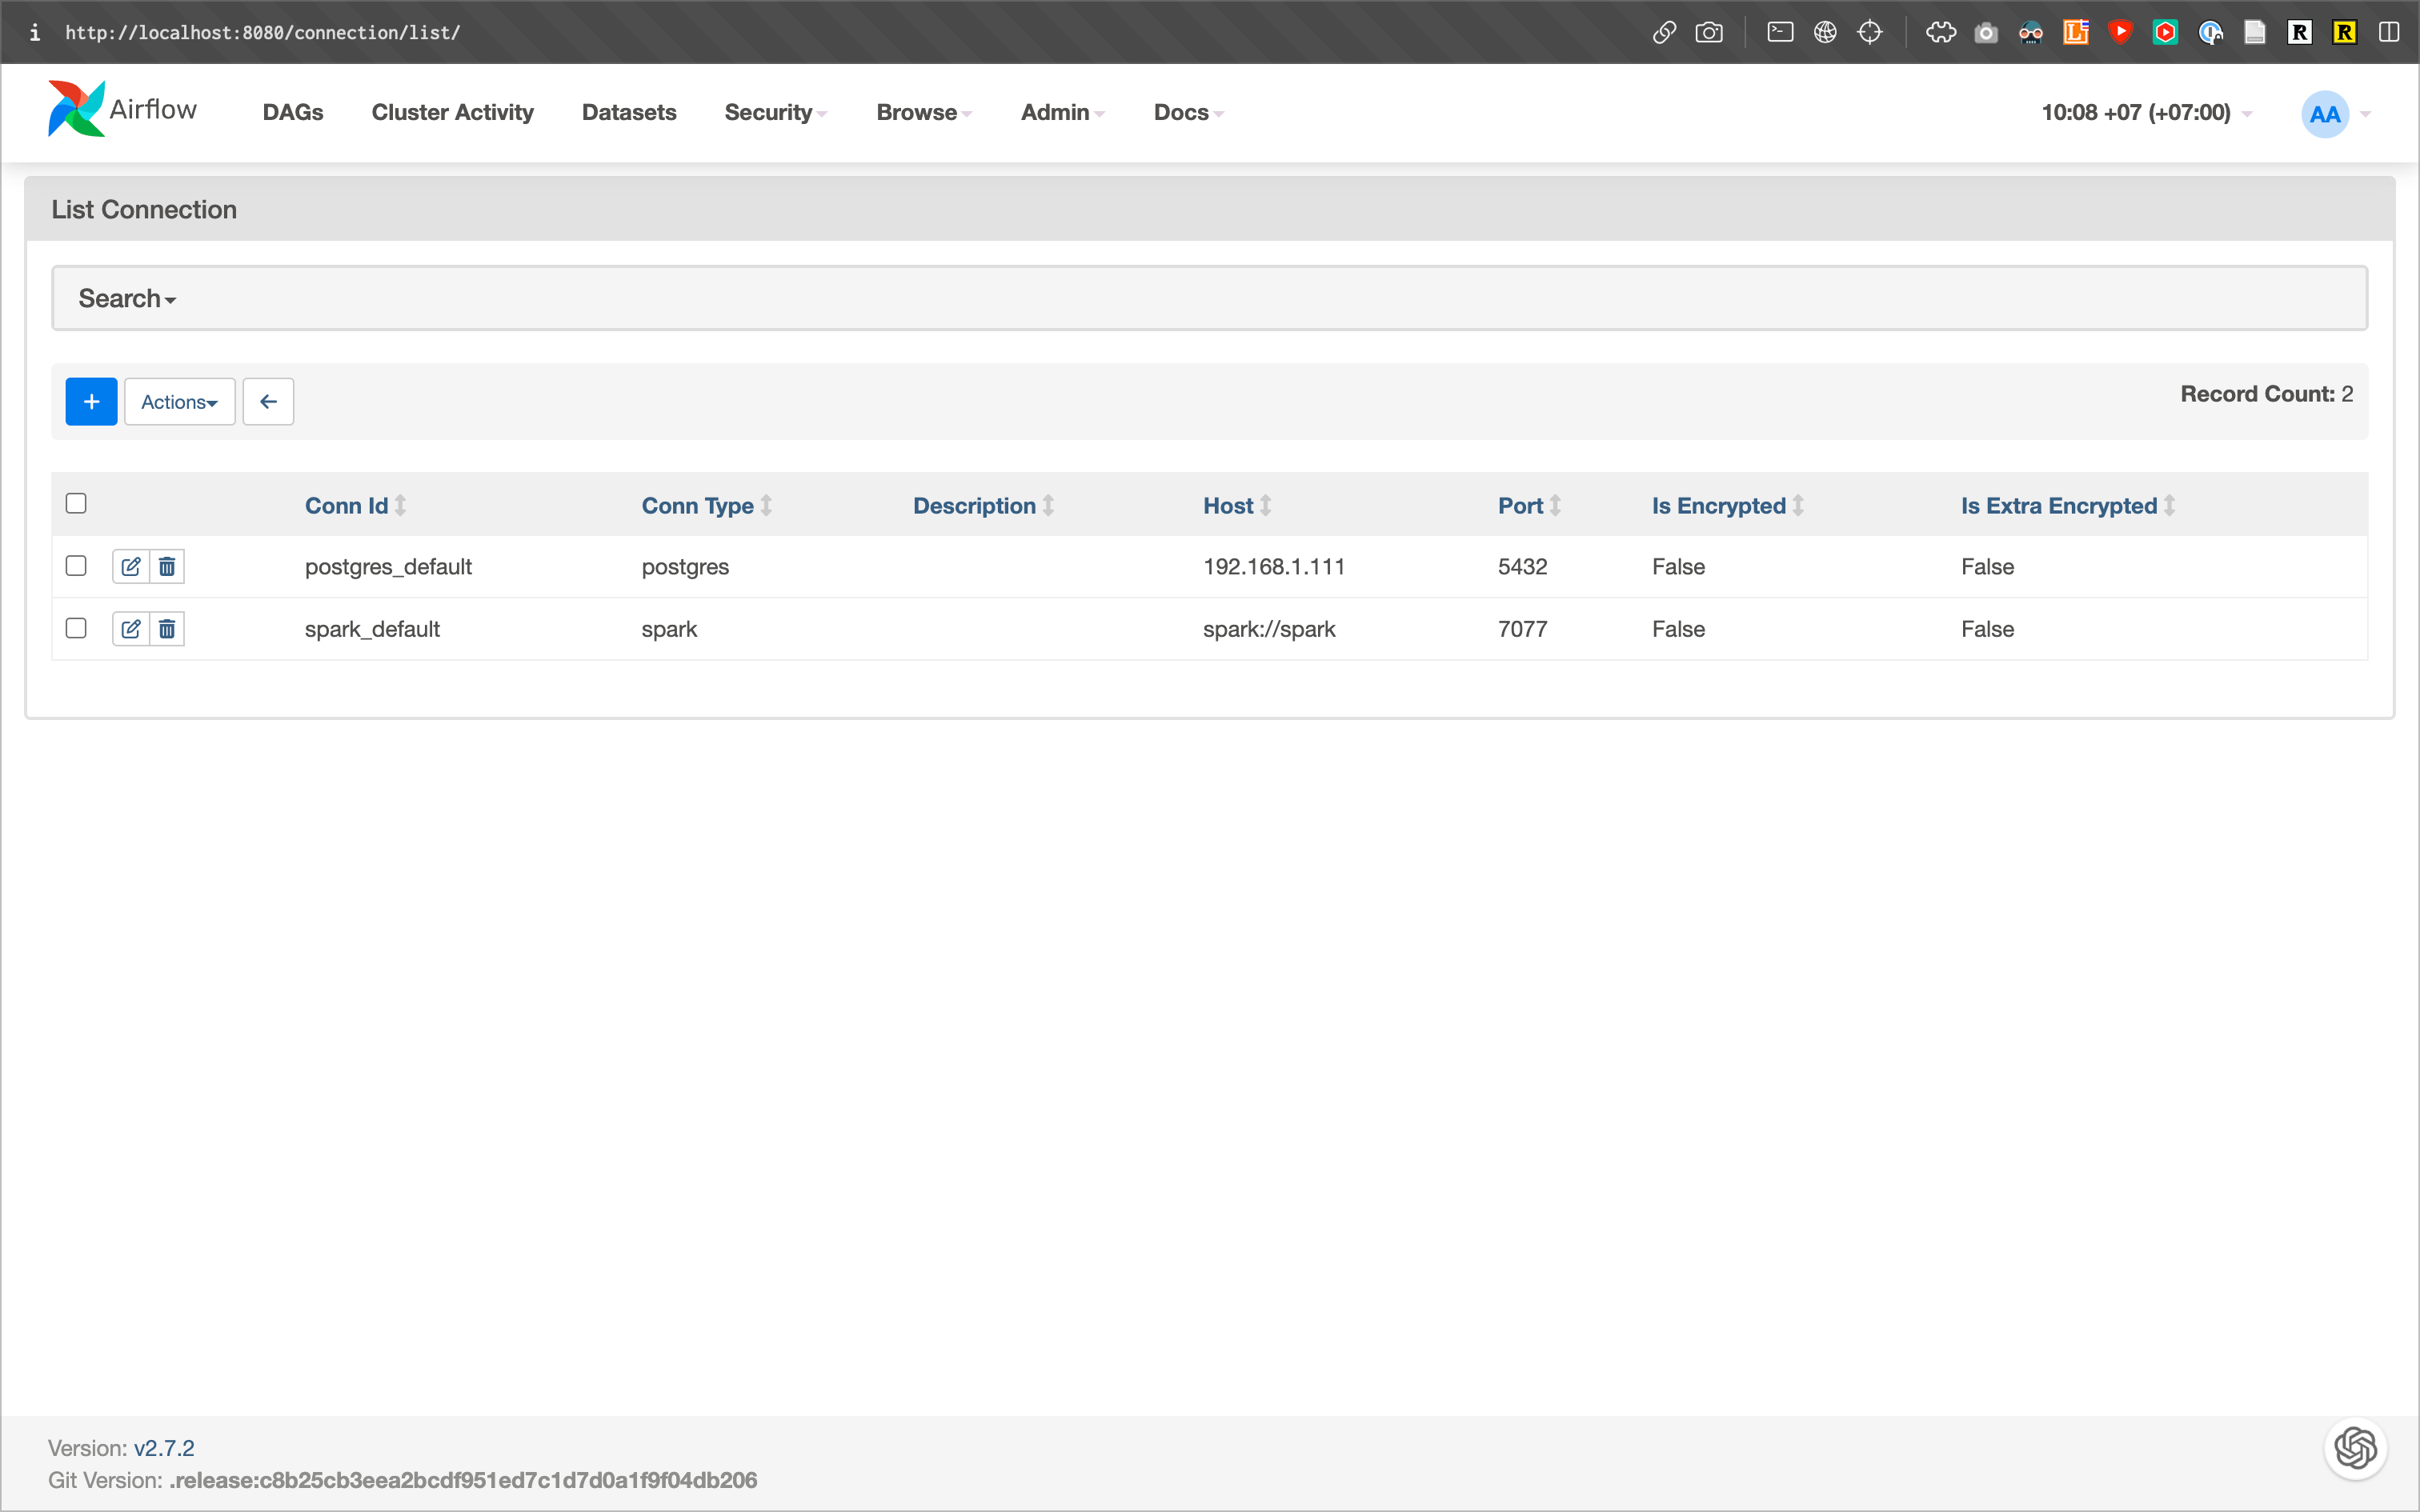 http://localhost:8080/connection/list/
Airflow DAGs Cluster Activity Datasets Security Browse Admin Docs 10:08 +07 (+07:00) AA
List Connection
Search
+ Actions Record Count: 2
Conn Id Conn Type Description Host Port Is Encrypted Is Extra Encrypted
postgres_default postgres 192.168.1.111 5432 False False
spark_default spark spark://spark 7077 False False
Version: v2.7.2
Git Version: .release:c8b25cb3eea2bcdf951ed7c1d7d0a1f9f04db206